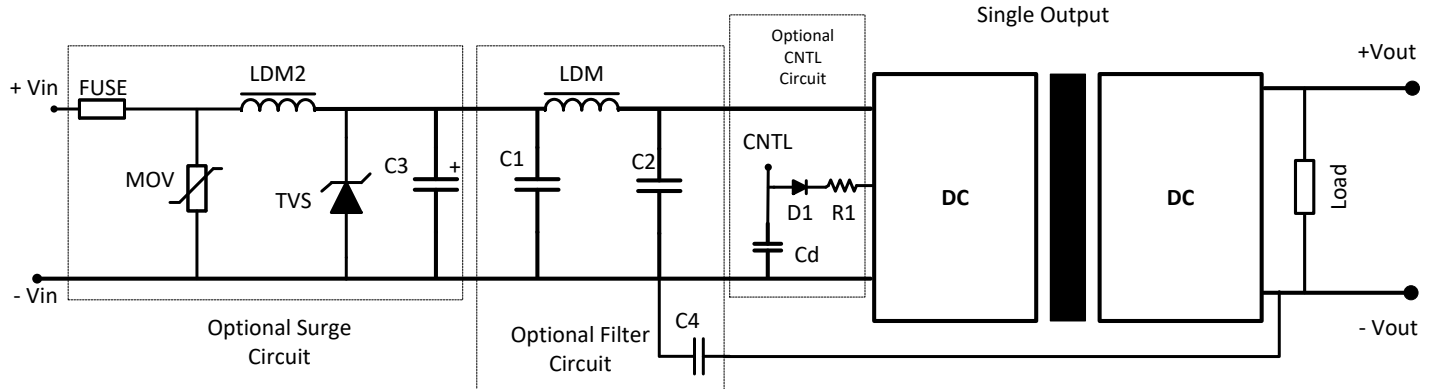 Single Output
Optional
CNTL
Circuit
+Vout
LDM2
LDM
+ Vin
FUSE
CNTL
MOV
TVS
C3
+
C1
C2
D1
R1
DC
DC
Load
Cd
- Vin
Optional Surge
Circuit
Optional Filter
Circuit
C4
- Vout